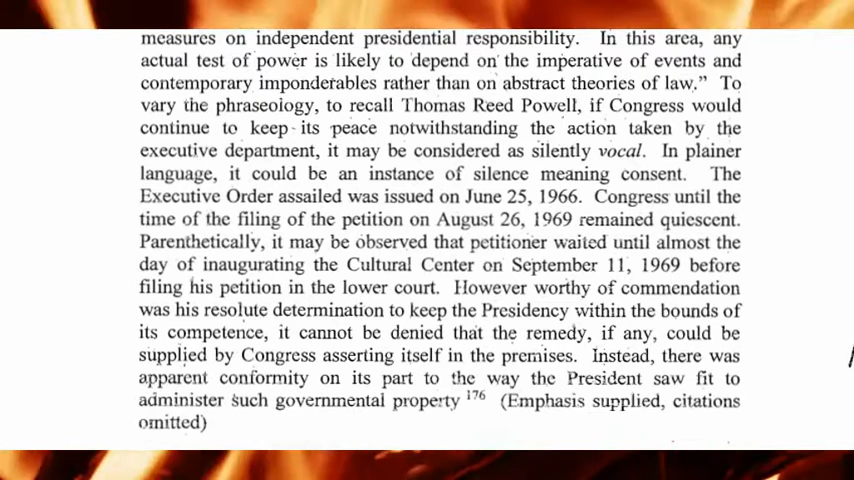 measures on independent presidential responsibility. In this area, any
actual test of power is likely to depend on the imperative of events and
contemporary imponderables rather than on abstract theories of law.” To
vary the phraseology, to recall Thomas Reed Powell, if Congress would
continue to keep its peace notwithstanding the action taken by the
executive department, it may be considered as silently vocal. In plainer
language, it could be an instance of silence meaning consent. The
Executive Order assailed was issued on June 25, 1966. Congress until the
time of the filing of the petition on August 26, 1969 remained quiescent.
Parenthetically, it may be observed that petitioner waited until almost the
day of inaugurating the Cultural Center on September 11, 1969 before
filing his petition in the lower court. However worthy of commendation
was his resolute determination to keep the Presidency within the bounds of
its competence, it cannot be denied that the remedy, if any, could be
supplied by Congress asserting itself in the premises. Instead, there was
apparent conformity on its part to the way the President saw fit to
administer such governmental property 176 (Emphasis supplied, citations
omitted)